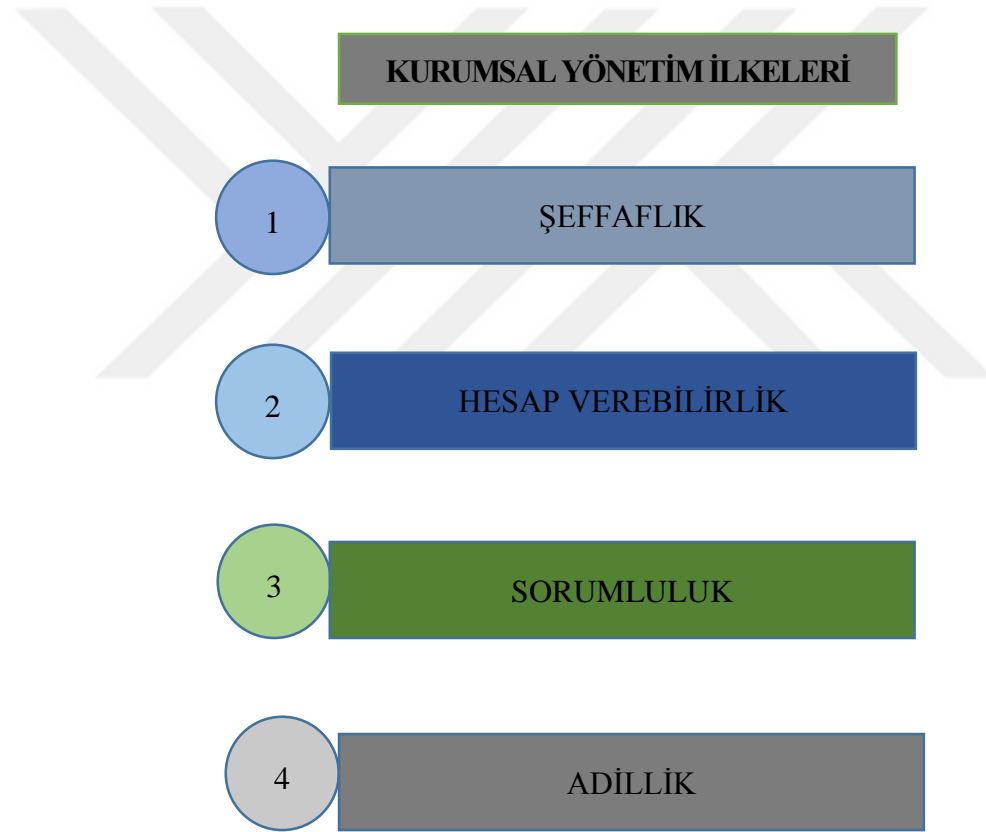 KURUMSAL YÖNETİM İLKELERİ
1 ŞEFFAFLIK
2 HESAP VEREBİLİRLİK
3 SORUMLULUK
4 ADİLLİK